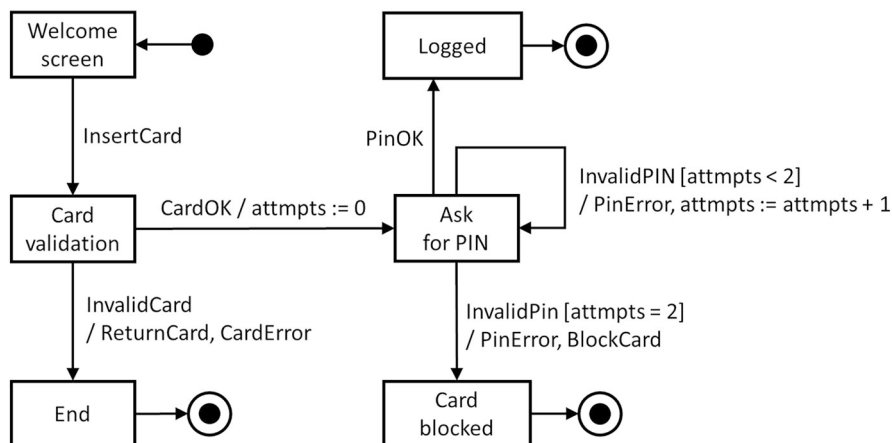 Welcome
screen
Logged
InsertCard
PinOK
InvalidPIN [attmpts < 2]
/ PinError, attmpts := attmpts + 1
Card
validation
CardOK / attmpts := 0
Ask
for PIN
InvalidCard
/ ReturnCard, CardError
InvalidPin [attmpts = 2]
/ PinError, BlockCard
End
Card
blocked